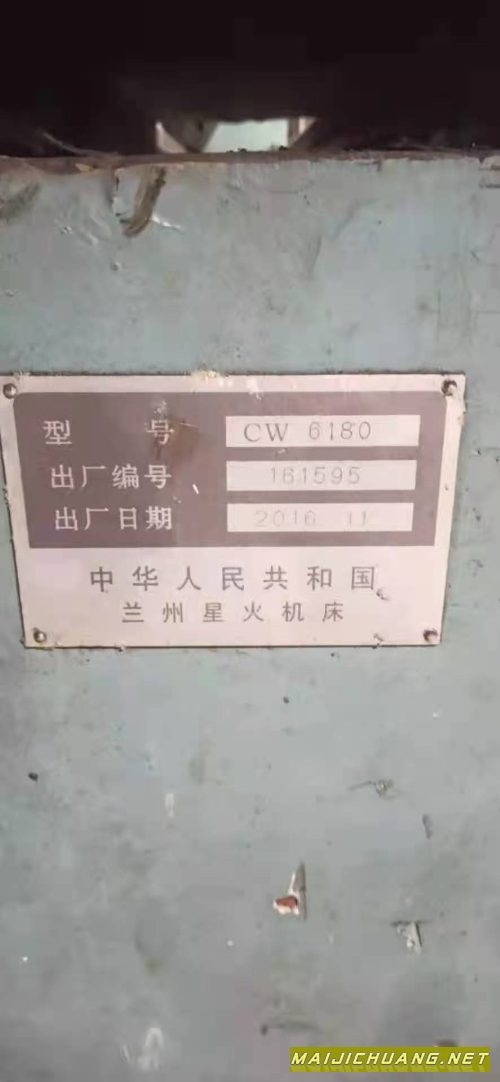 型 号 CW 6180
出厂编号 161595
出厂日期 2016 11
中华人民共和国
兰州星火机床
MAIJICHUANG.NET